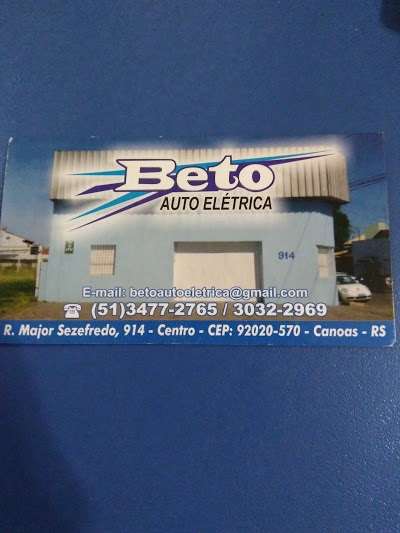 Beto
AUTO ELÉTRICA
914
E-mail: betoautoeletrica@gmail.com
(51)3477-2765 / 3032-2969
R. Major Sezefredo, 914 - Centro - CEP: 92020-570 - Canoas - RS